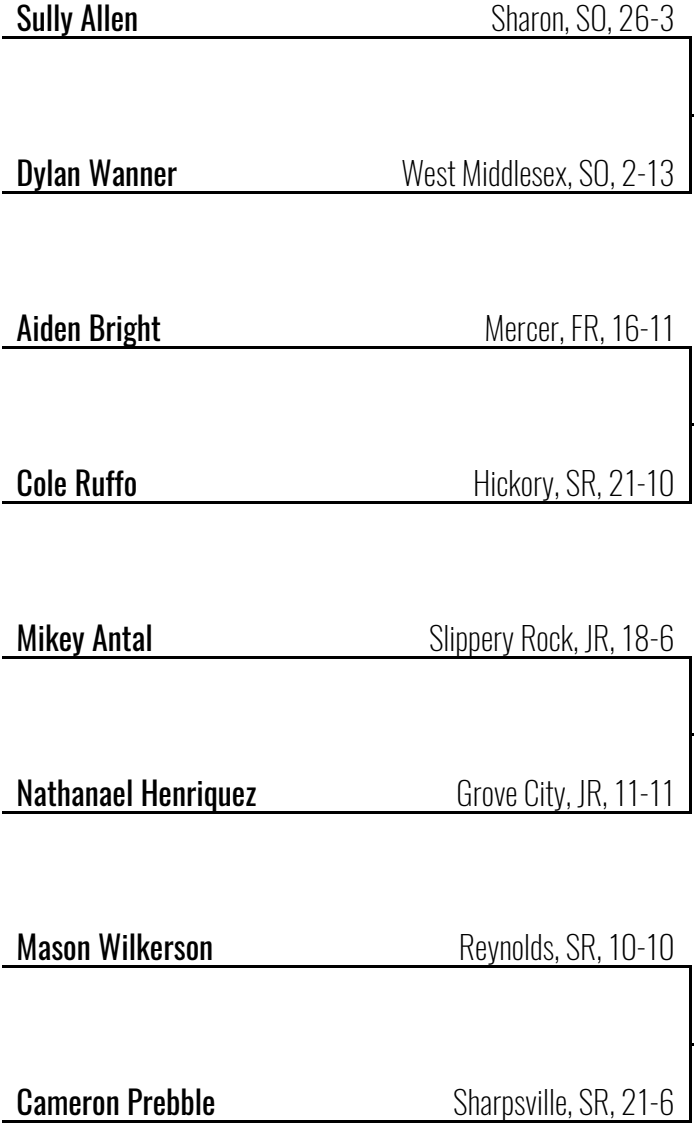 Sully Allen Sharon, SO, 26-3
Dylan Wanner West Middlesex, SO, 2-13
Aiden Bright Mercer, FR, 16-11
Cole Ruffo Hickory, SR, 21-10
Mikey Antal Slippery Rock, JR, 18-6
Nathanael Henriquez Grove City, JR, 11-11
Mason Wilkerson Reynolds, SR, 10-10
Cameron Prebble Sharpsville, SR, 21-6